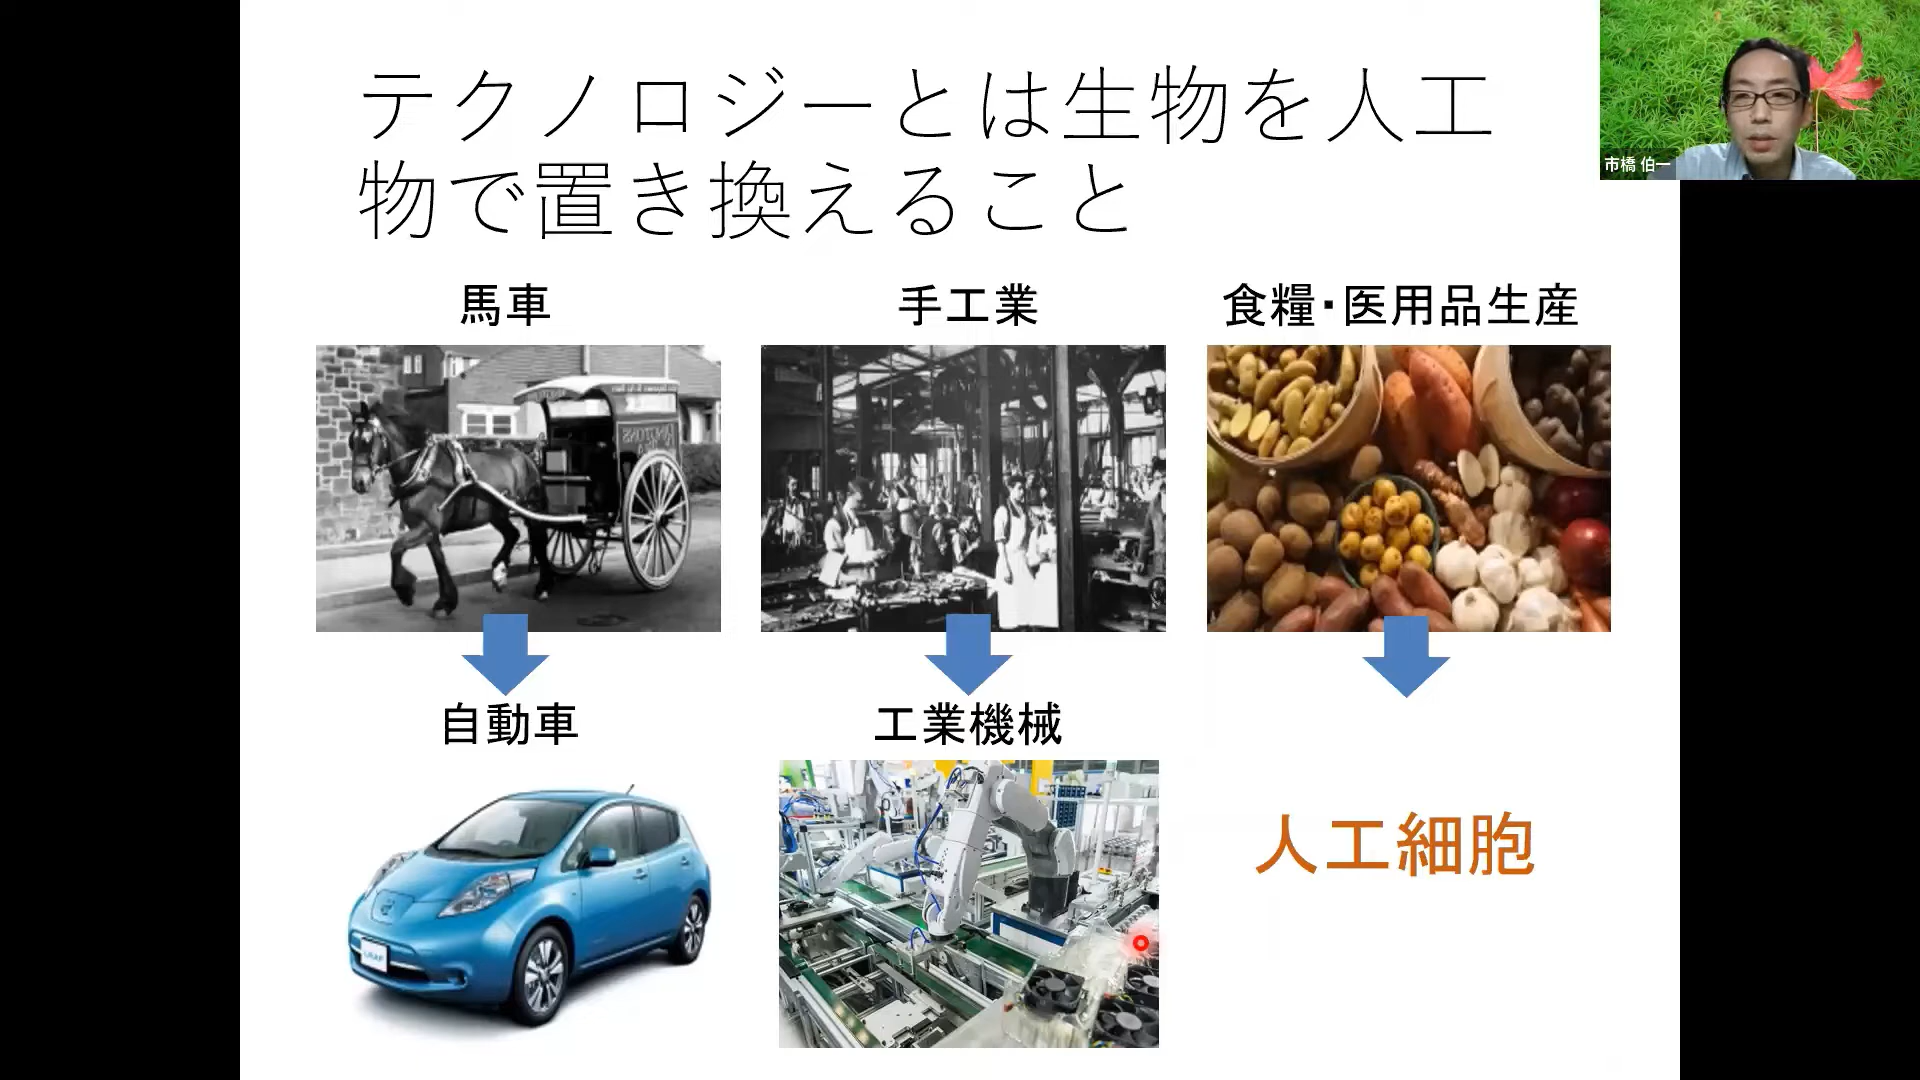 テクノロジーとは生物を人工
物で置き換えること
市橋 伯一
馬車
手工業
食糧・医用品生産
自動車
工業機械
人工細胞
LEAF